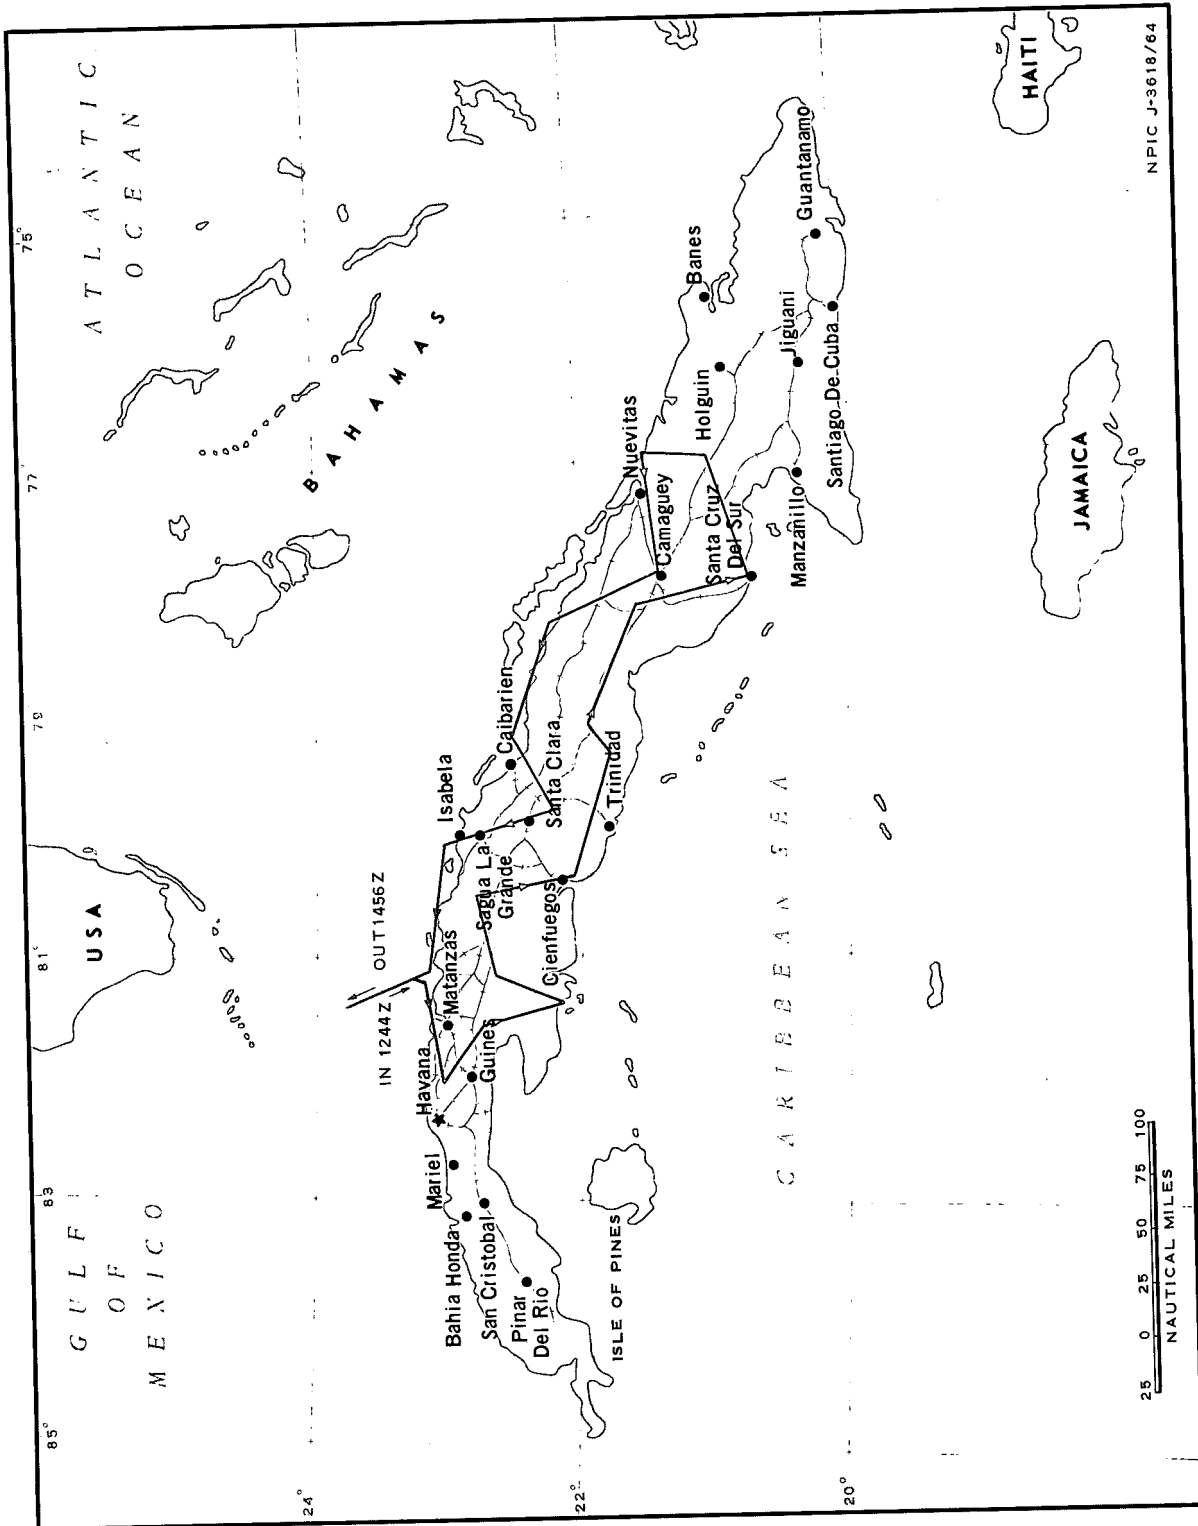 85°
83
81°
79
77
75°
24°
22°
20°
GULF
OF
MEXICO
USA
ATLANTIC
OCEAN
BAHAMAS
IN 1244Z
OUT 1456Z
Havana
Matanzas
Guines
Mariel
Bahia Honda
San Cristobal
Pinar
Del Rio
ISLE OF PINES
Isabela
Sagua La
Grande
Cienfuegos
Caibarien
Santa Clara
Trinidad
Nuevitas
Camaguey
Santa Cruz
Del Sur
Holguin
Banes
Manzanillo
Jiguani
Santiago De Cuba
Guantanamo
CARIBBEAN SEA
JAMAICA
HAITI
25 0 25 50 75 100
NAUTICAL MILES
NPIC J-3618/64